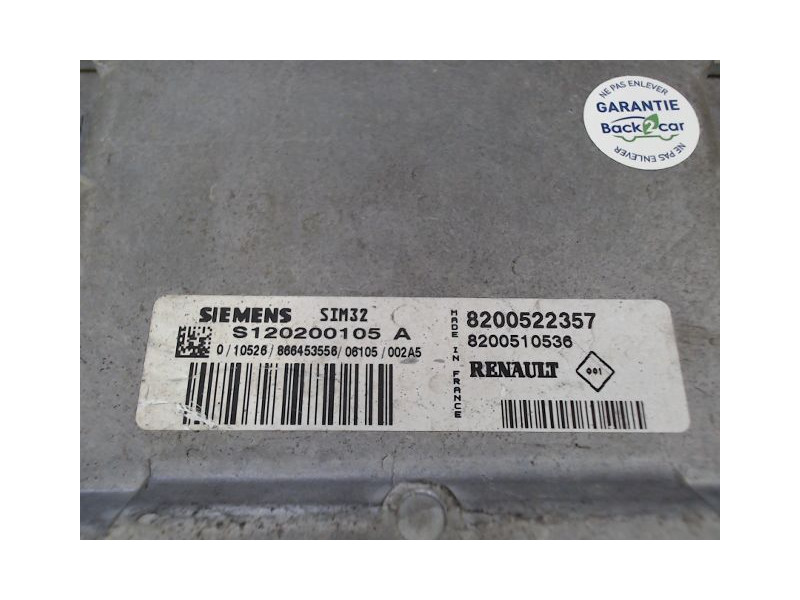 NE PAS ENLEVER
GARANTIE
Back2car
NE PAS ENLEVER
SIEMENS SIM32
S120200105 A
0/10526/866453556/06105/002A5
MADE IN FRANCE
8200522357
8200510536
RENAULT 001